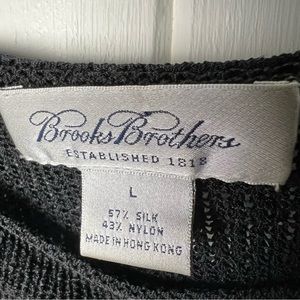 Brooks Brothers
ESTABLISHED 1818
L
57% SILK
43% NYLON
MADE IN HONG KONG